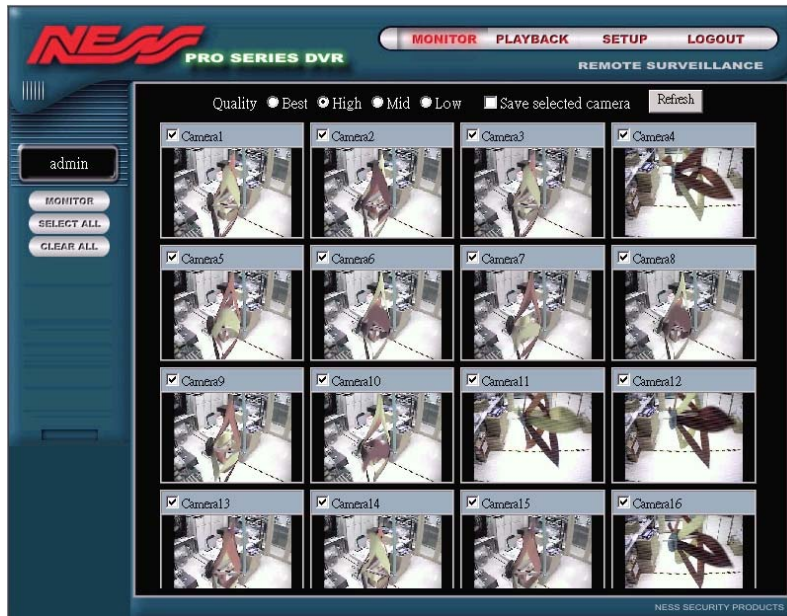 NESS
PRO SERIES DVR
MONITOR PLAYBACK SETUP LOGOUT
REMOTE SURVEILLANCE
Quality Best High Mid Low Save selected camera Refresh
admin
MONITOR
SELECT ALL
CLEAR ALL
Camera1 Camera2 Camera3 Camera4
Camera5 Camera6 Camera7 Camera8
Camera9 Camera10 Camera11 Camera12
Camera13 Camera14 Camera15 Camera16
NESS SECURITY PRODUCTS